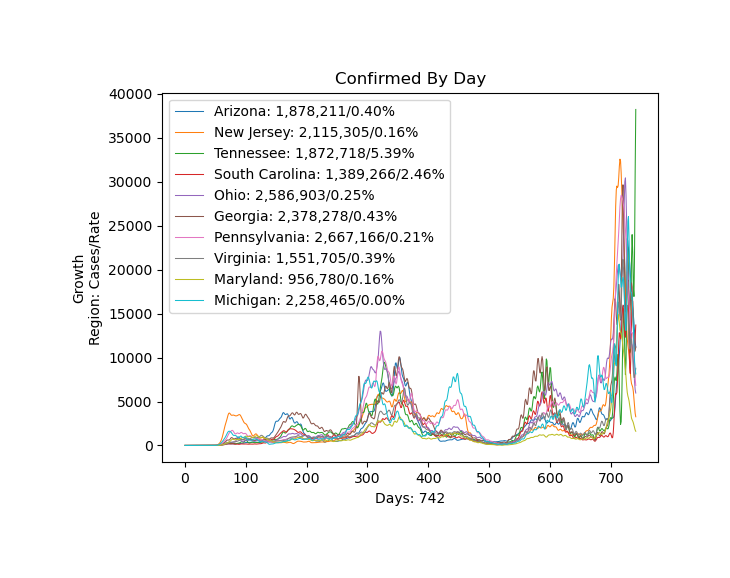 Confirmed By Day
40000
35000
30000
25000
20000
15000
10000
5000
0
Growth
Region: Cases/Rate
Arizona: 1,878,211/0.40%
New Jersey: 2,115,305/0.16%
Tennessee: 1,872,718/5.39%
South Carolina: 1,389,266/2.46%
Ohio: 2,586,903/0.25%
Georgia: 2,378,278/0.43%
Pennsylvania: 2,667,166/0.21%
Virginia: 1,551,705/0.39%
Maryland: 956,780/0.16%
Michigan: 2,258,465/0.00%
0 100 200 300 400 500 600 700
Days: 742